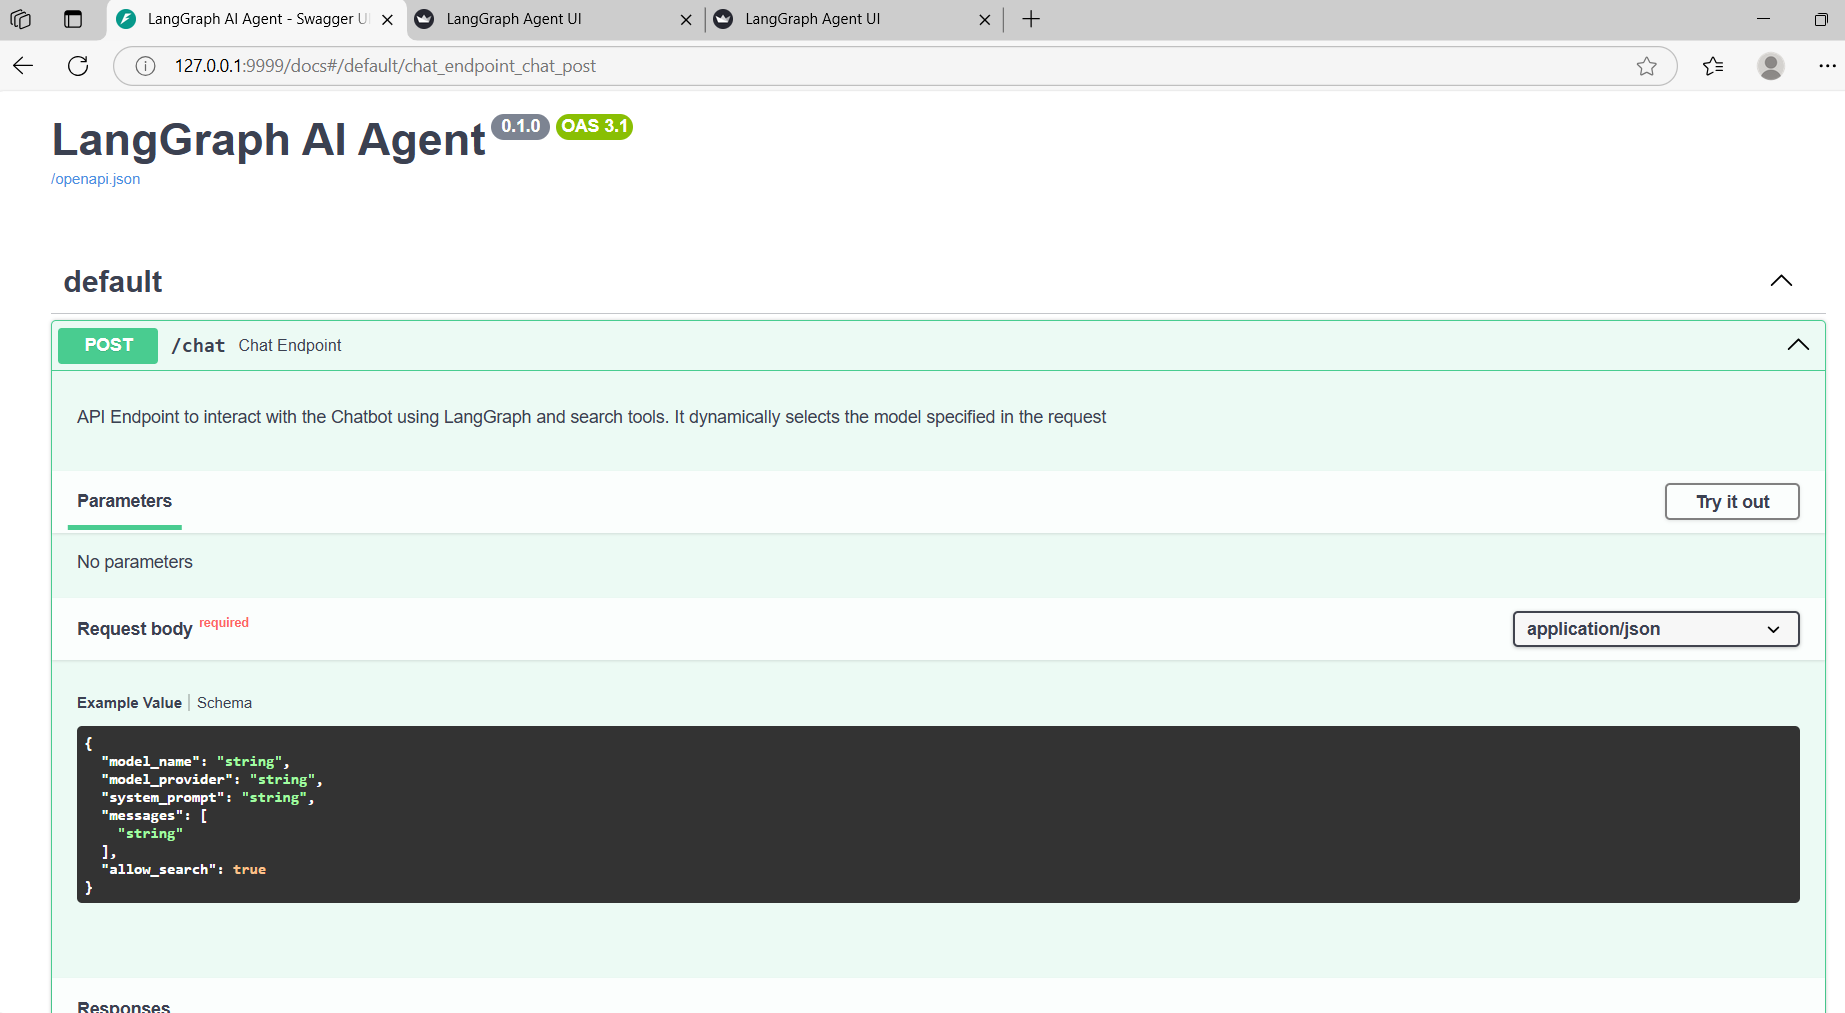 LangGraph AI Agent - Swagger UI
LangGraph Agent UI
LangGraph Agent UI
127.0.0.1:9999/docs#/default/chat_endpoint_chat_post
LangGraph AI Agent 0.1.0 OAS 3.1
/openapi.json
default
POST /chat Chat Endpoint
API Endpoint to interact with the Chatbot using LangGraph and search tools. It dynamically selects the model specified in the request
Parameters
Try it out
No parameters
Request body required
application/json
Example Value | Schema
{
  "model_name": "string",
  "model_provider": "string",
  "system_prompt": "string",
  "messages": [
    "string"
  ],
  "allow_search": true
}
Responses